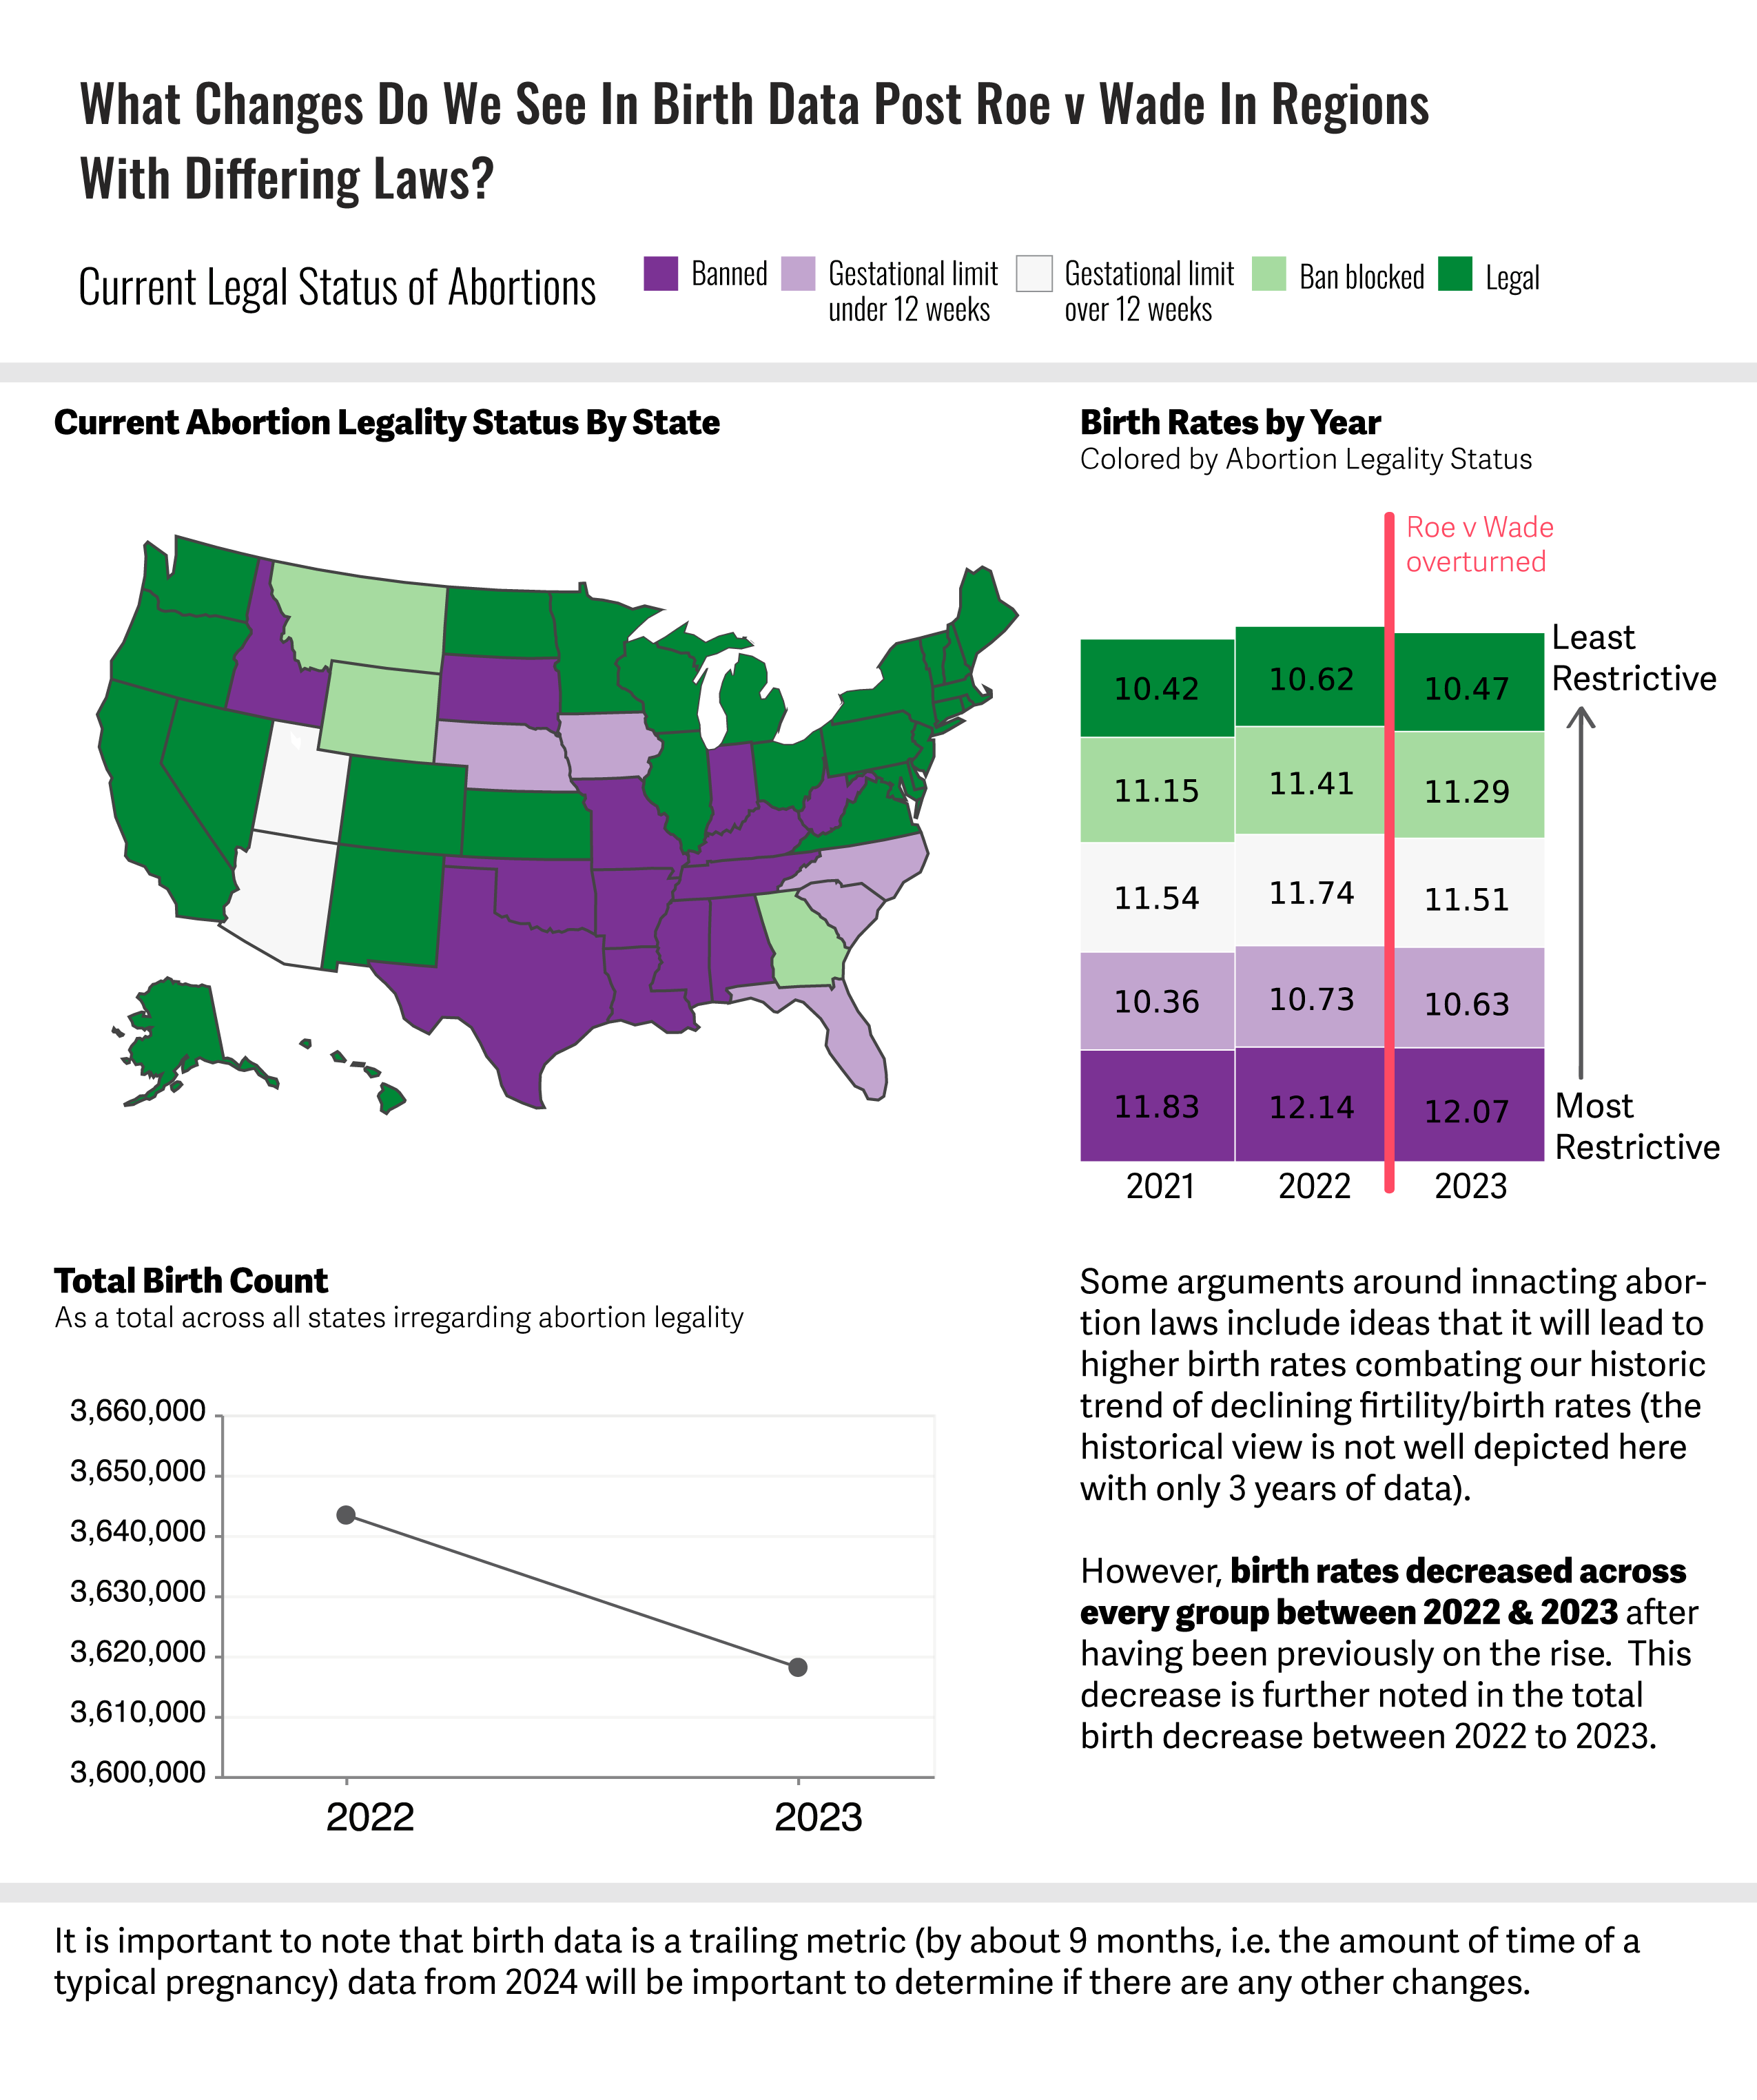 What Changes Do We See In Birth Data Post Roe v Wade In Regions
With Differing Laws?
Current Legal Status of Abortions
Banned
Gestational limit
under 12 weeks
Gestational limit
over 12 weeks
Ban blocked
Legal
Current Abortion Legality Status By State
Birth Rates by Year
Colored by Abortion Legality Status
Roe v Wade
overturned
Least
Restrictive
10.42 10.62 10.47
11.15 11.41 11.29
11.54 11.74 11.51
10.36 10.73 10.63
11.83 12.14 12.07
Most
Restrictive
2021 2022 2023
Total Birth Count
As a total across all states irregarding abortion legality
3,660,000
3,650,000
3,640,000
3,630,000
3,620,000
3,610,000
3,600,000
2022 2023
Some arguments around innacting abor-
tion laws include ideas that it will lead to
higher birth rates combating our historic
trend of declining firtility/birth rates (the
historical view is not well depicted here
with only 3 years of data).
However, birth rates decreased across
every group between 2022 & 2023 after
having been previously on the rise.  This
decrease is further noted in the total
birth decrease between 2022 to 2023.
It is important to note that birth data is a trailing metric (by about 9 months, i.e. the amount of time of a
typical pregnancy) data from 2024 will be important to determine if there are any other changes.